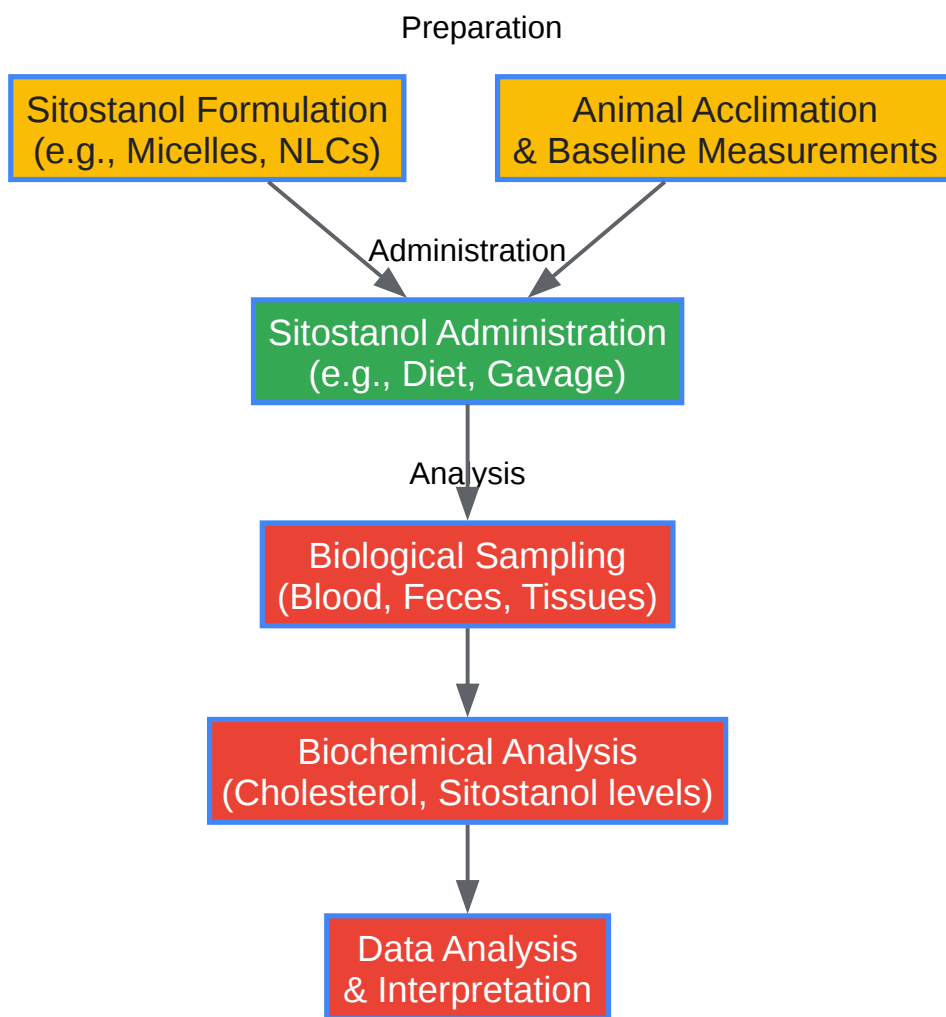 Preparation
Sitostanol Formulation
(e.g., Micelles, NLCs)
Animal Acclimation
& Baseline Measurements
Administration
Sitostanol Administration
(e.g., Diet, Gavage)
Analysis
Biological Sampling
(Blood, Feces, Tissues)
Biochemical Analysis
(Cholesterol, Sitostanol levels)
Data Analysis
& Interpretation